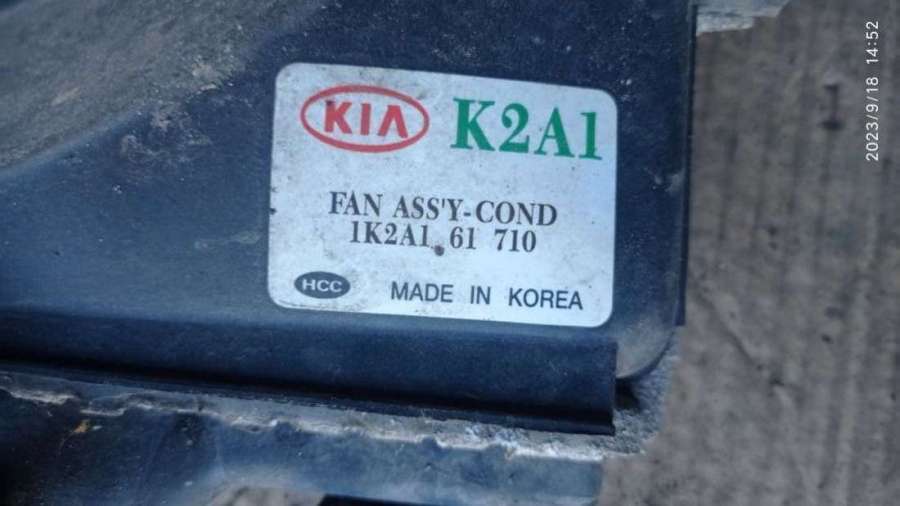 KIA K2A1
FAN ASS'Y-COND
1K2A1 61 710
HCC MADE IN KOREA
2023/9/18 14:52